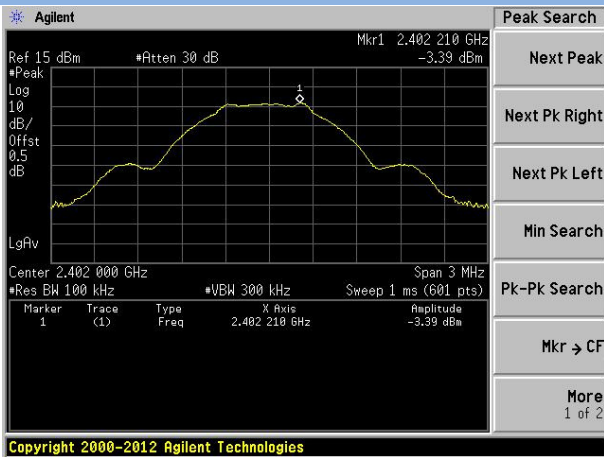 Agilent
Peak Search
Mkr1 2.402 210 GHz
Ref 15 dBm #Atten 30 dB -3.39 dBm
#Peak
Log
10
dB/
Offst
0.5
dB
1
LgAv
Center 2.402 000 GHz Span 3 MHz
#Res BW 100 kHz #VBW 300 kHz Sweep 1 ms (601 pts)
Marker Trace Type X Axis Amplitude
1 (1) Freq 2.402 210 GHz -3.39 dBm
Next Peak
Next Pk Right
Next Pk Left
Min Search
Pk-Pk Search
Mkr → CF
More
1 of 2
Copyright 2000-2012 Agilent Technologies